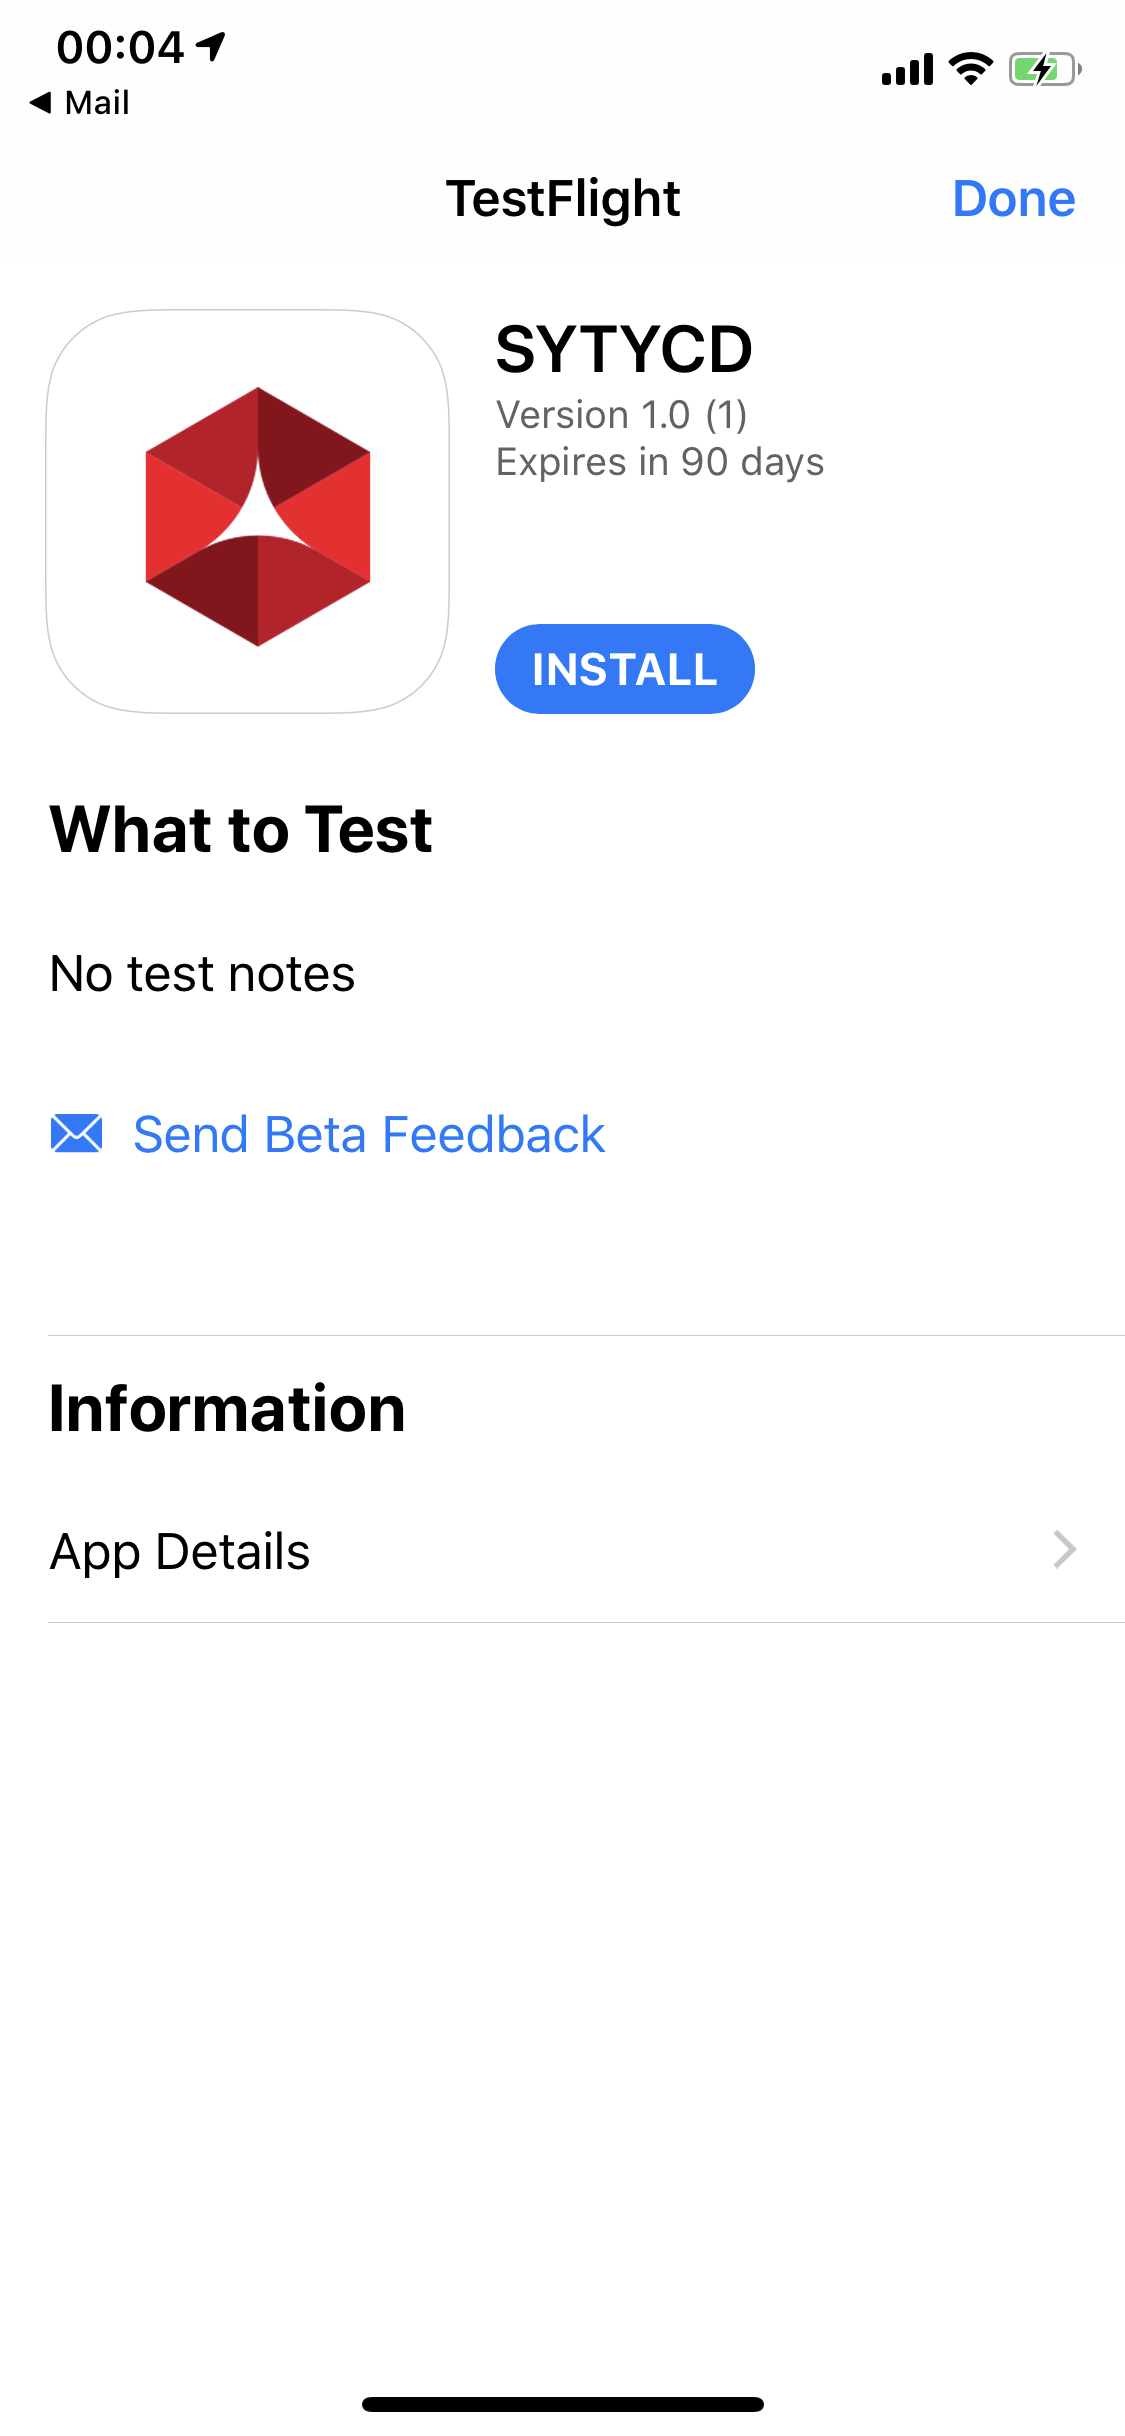 00:04
Mail
TestFlight
Done
SYTYCD
Version 1.0 (1)
Expires in 90 days
INSTALL
What to Test
No test notes
Send Beta Feedback
Information
App Details